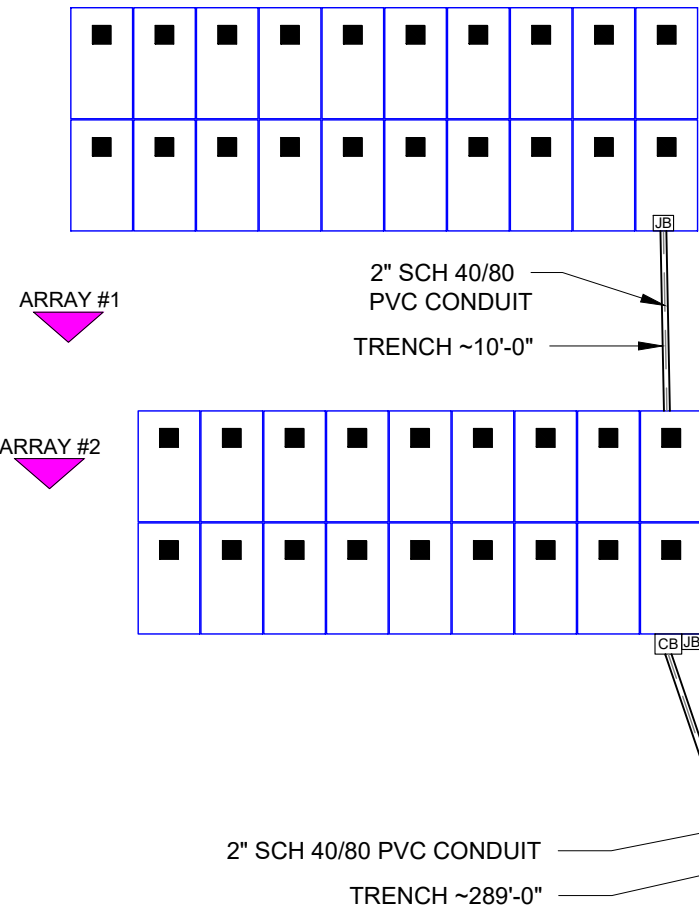 JB
2" SCH 40/80
PVC CONDUIT
ARRAY #1
TRENCH ~10'-0"
ARRAY #2
CB JB
2" SCH 40/80 PVC CONDUIT
TRENCH ~289'-0"